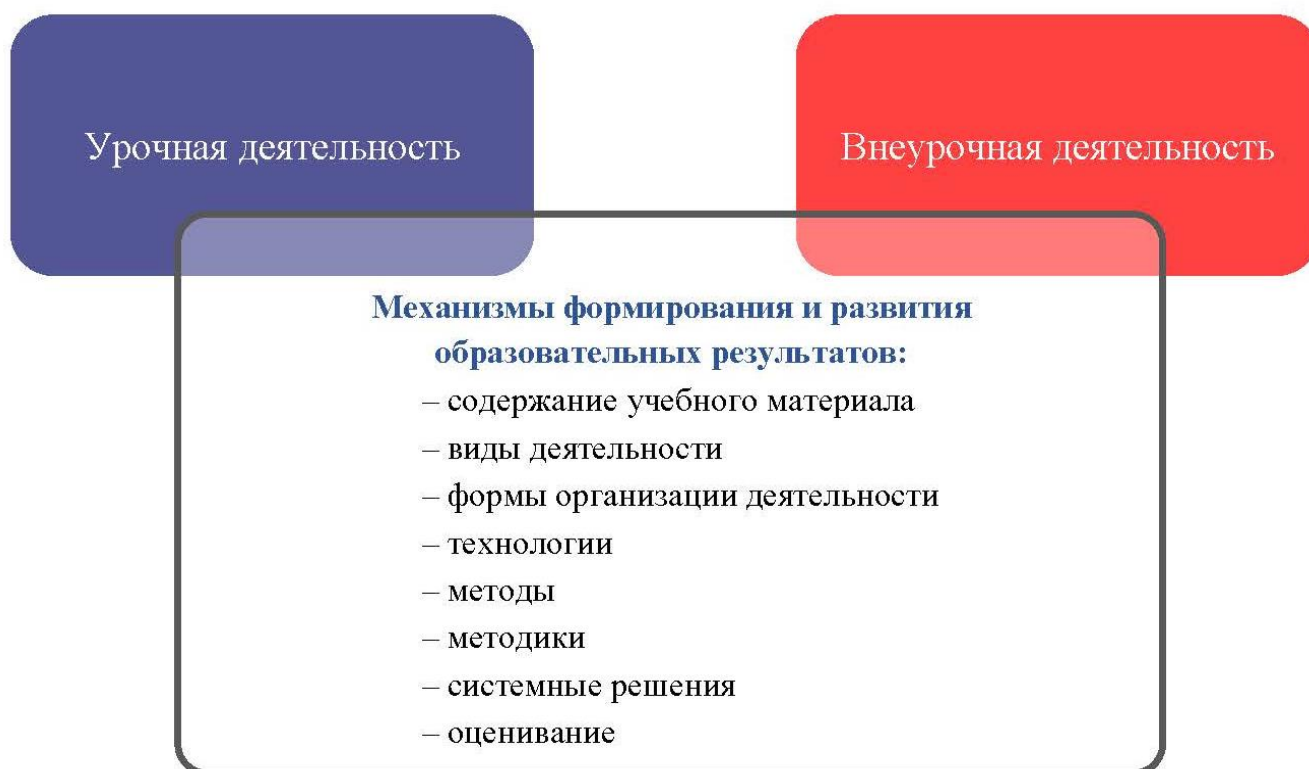 Урочная деятельность
Внеурочная деятельность
Механизмы формирования и развития
образовательных результатов:
– содержание учебного материала
– виды деятельности
– формы организации деятельности
– технологии
– методы
– методики
– системные решения
– оценивание